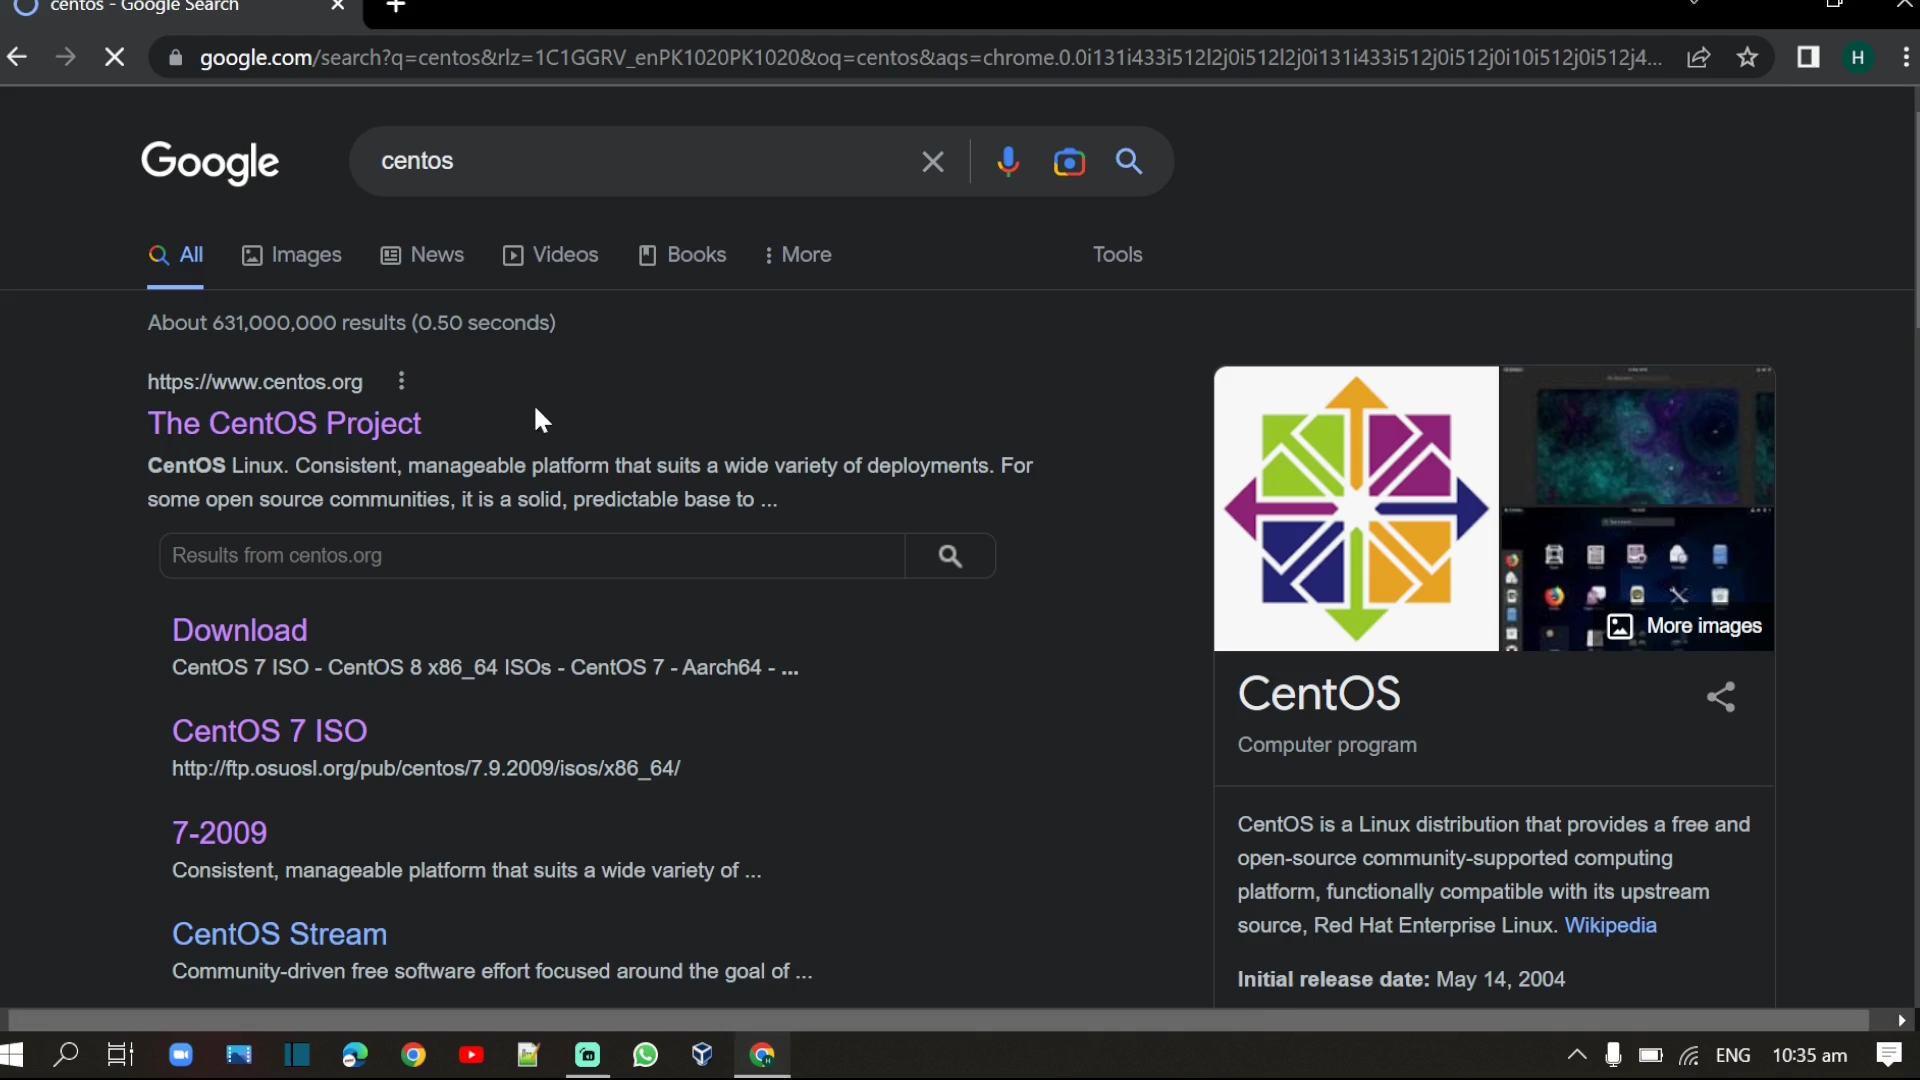 centos - Google Search
google.com/search?q=centos&rlz=1C1GGRV_enPK1020PK1020&oq=centos&aqs=chrome.0.0i131i433i512l2j0i512l2j0i131i433i512j0i512j0i10i512j0i512j4...
H
Google
centos
All Images News Videos Books More Tools
About 631,000,000 results (0.50 seconds)
https://www.centos.org
The CentOS Project
CentOS Linux. Consistent, manageable platform that suits a wide variety of deployments. For
some open source communities, it is a solid, predictable base to ...
Results from centos.org
Download
CentOS 7 ISO - CentOS 8 x86_64 ISOs - CentOS 7 - Aarch64 - ...
CentOS 7 ISO
http://ftp.osuosl.org/pub/centos/7.9.2009/isos/x86_64/
7-2009
Consistent, manageable platform that suits a wide variety of ...
CentOS Stream
Community-driven free software effort focused around the goal of ...
More images
CentOS
Computer program
CentOS is a Linux distribution that provides a free and
open-source community-supported computing
platform, functionally compatible with its upstream
source, Red Hat Enterprise Linux. Wikipedia
Initial release date: May 14, 2004
ENG 10:35 am